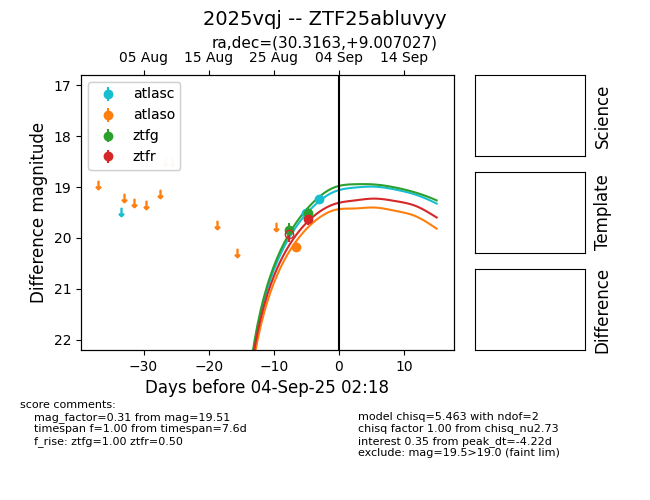 2025vqj -- ZTF25abluvyy
ra,dec=(30.3163,+9.007027)
05 Aug 15 Aug 25 Aug 04 Sep 14 Sep
atlasc
atlaso
ztfg
ztfr
17
18
19
20
21
22
Difference magnitude
−30 −20 −10 0 10
Days before 04-Sep-25 02:18
Science
Template
Difference
score comments:
mag_factor=0.31 from mag=19.51
timespan f=1.00 from timespan=7.6d
f_rise: ztfg=1.00 ztfr=0.50
model chisq=5.463 with ndof=2
chisq factor 1.00 from chisq_nu2.73
interest 0.35 from peak_dt=-4.22d
exclude: mag=19.5>19.0 (faint lim)